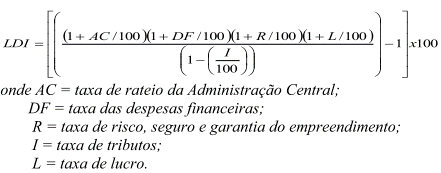 LDI = [((1 + AC/100)(1 + DF/100)(1 + R/100)(1 + L/100) / (1 − (I/100))) − 1] x100
onde AC = taxa de rateio da Administração Central;
DF = taxa das despesas financeiras;
R = taxa de risco, seguro e garantia do empreendimento;
I = taxa de tributos;
L = taxa de lucro.